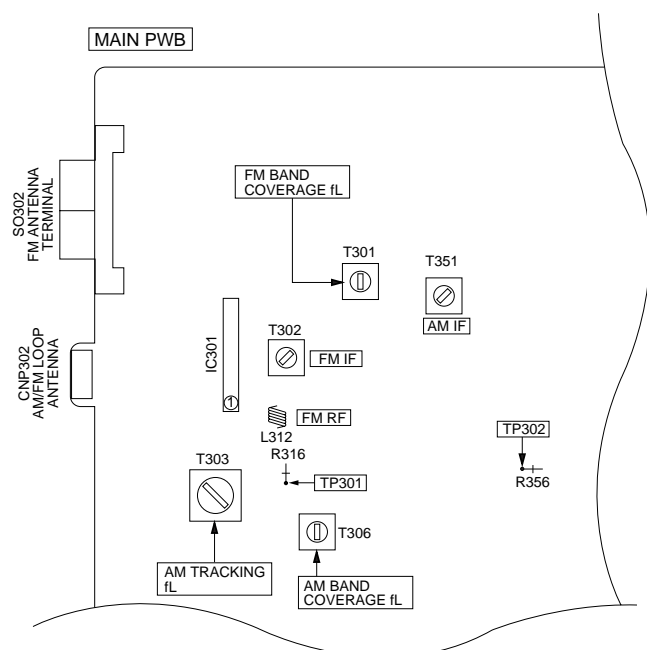 MAIN PWB
FM BAND
COVERAGE fL
SO302
FM ANTENNA
TERMINAL
T301
T351
AM IF
CNP302
AM/FM LOOP
ANTENNA
IC301
1
T302
FM IF
FM RF
L312
R316
TP301
TP302
R356
T303
T306
AM TRACKING
fL
AM BAND
COVERAGE fL